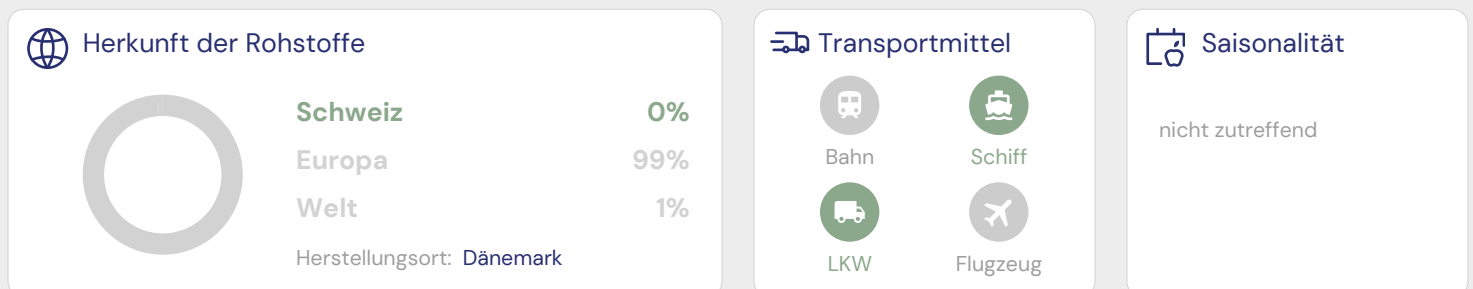 Herkunft der Rohstoffe
Schweiz 0%
Europa 99%
Welt 1%
Herstellungsort: Dänemark
Transportmittel
Bahn Schiff
LKW Flugzeug
Saisonalität
nicht zutreffend